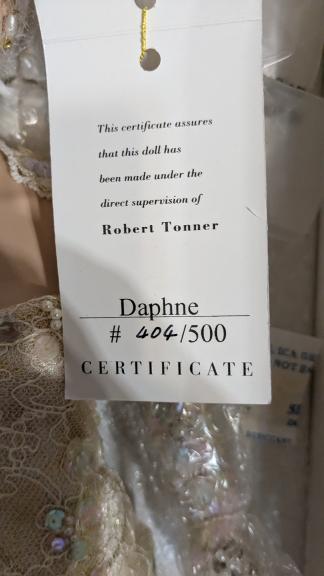 This certificate assures
that this doll has
been made under the
direct supervision of
Robert Tonner
Daphne
# 404/500
CERTIFICATE